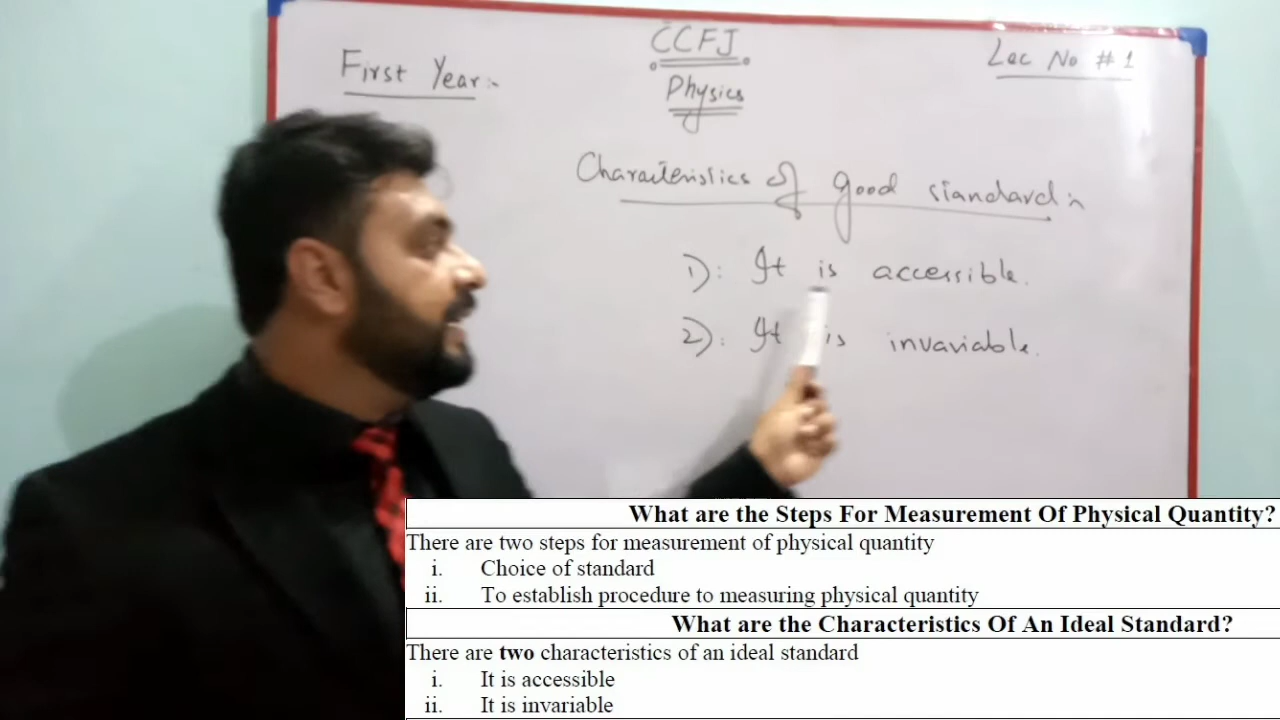 First Year:-
CCFJ
Physics
Lec No # 1
Characteristics of good standard:-
1): It is accessible.
2): It is invariable.
What are the Steps For Measurement Of Physical Quantity?
There are two steps for measurement of physical quantity
i. Choice of standard
ii. To establish procedure to measuring physical quantity
What are the Characteristics Of An Ideal Standard?
There are two characteristics of an ideal standard
i. It is accessible
ii. It is invariable